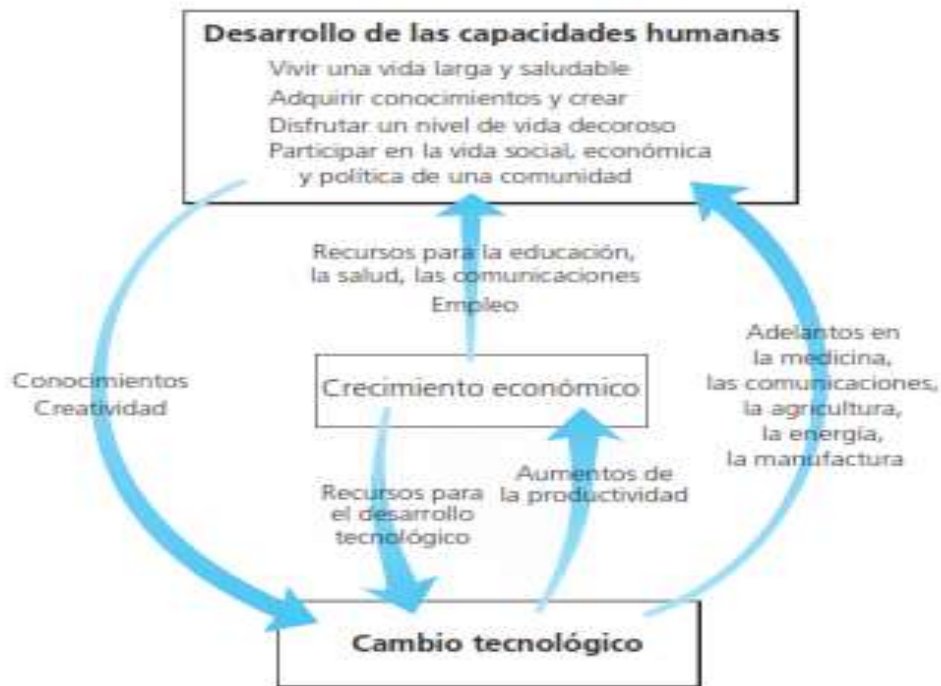 Desarrollo de las capacidades humanas
Vivir una vida larga y saludable
Adquirir conocimientos y crear
Disfrutar un nivel de vida decoroso
Participar en la vida social, económica
y política de una comunidad
Recursos para la educación,
la salud, las comunicaciones
Empleo
Conocimientos
Creatividad
Crecimiento económico
Adelantos en
la medicina,
las comunicaciones,
la agricultura,
la energía,
la manufactura
Recursos para
el desarrollo
tecnológico
Aumentos de
la productividad
Cambio tecnológico